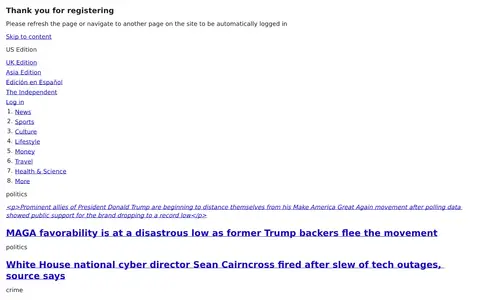 Thank you for registering
Please refresh the page or navigate to another page on the site to be automatically logged in
Skip to content
US Edition
UK Edition
Asia Edition
Edición en Español
The Independent
Log in
1. News
2. Sports
3. Culture
4. Lifestyle
5. Money
6. Travel
7. Health & Science
8. More
politics
<p>Prominent allies of President Donald Trump are beginning to distance themselves from his Make America Great Again movement after polling data
showed public support for the brand dropping to a record low</p>
MAGA favorability is at a disastrous low as former Trump backers flee the movement
politics
White House national cyber director Sean Cairncross fired after slew of tech outages,
source says
crime